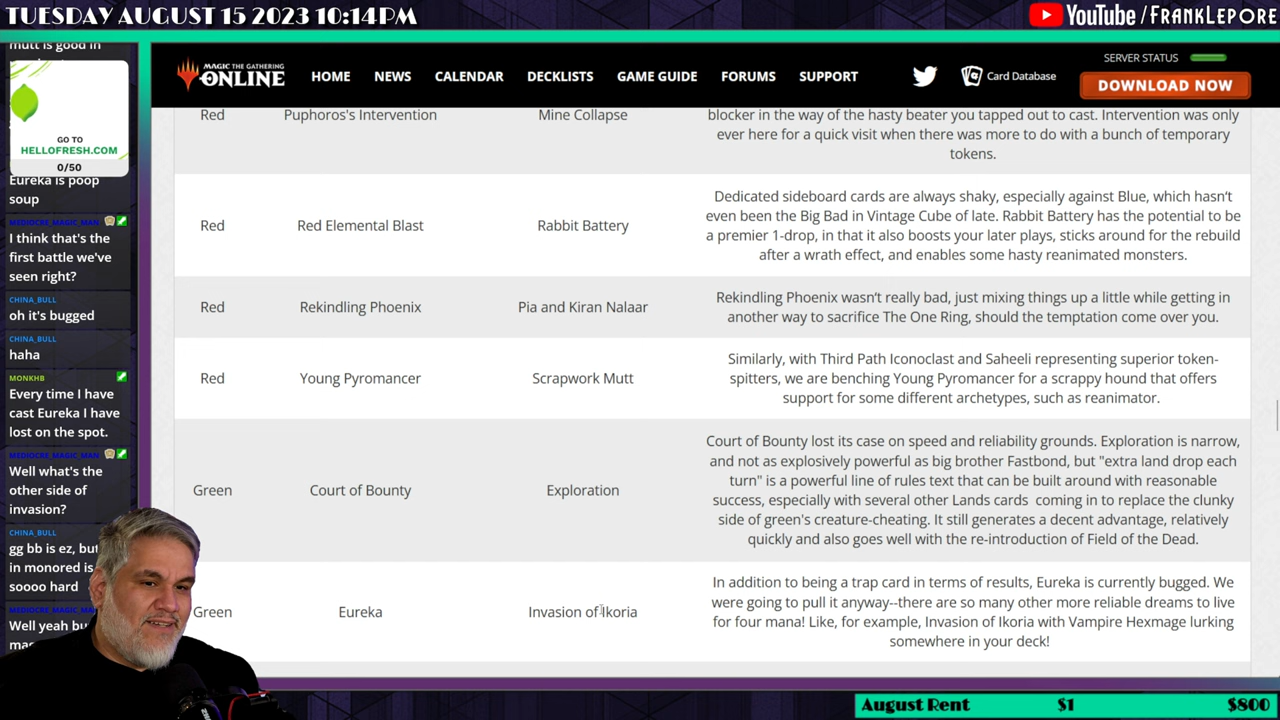 TUESDAY AUGUST 15 2023 10:14PM
YouTube /FrankLepore
mutt is good in
GO TO
HELLOFRESH.COM
0/50
Eureka is poop
soup
MEDIOCRE_MAGIC_MAN
I think that's the
first battle we've
seen right?
CHINA_BULL
oh it's bugged
CHINA_BULL
haha
MONKHB
Every time I have
cast Eureka I have
lost on the spot.
MEDIOCRE_MAGIC_MAN
Well what's the
other side of
invasion?
CHINA_BULL
gg bb is ez, but
in monored is
soooo hard
MEDIOCRE_MAGIC_MAN
Well yeah bu
MAGIC THE GATHERING
ONLINE
HOME
NEWS
CALENDAR
DECKLISTS
GAME GUIDE
FORUMS
SUPPORT
Card Database
SERVER STATUS
DOWNLOAD NOW
Red
Puphoros's Intervention
Mine Collapse
blocker in the way of the hasty beater you tapped out to cast. Intervention was only
ever here for a quick visit when there was more to do with a bunch of temporary
tokens.
Red
Red Elemental Blast
Rabbit Battery
Dedicated sideboard cards are always shaky, especially against Blue, which hasn't
even been the Big Bad in Vintage Cube of late. Rabbit Battery has the potential to be
a premier 1-drop, in that it also boosts your later plays, sticks around for the rebuild
after a wrath effect, and enables some hasty reanimated monsters.
Red
Rekindling Phoenix
Pia and Kiran Nalaar
Rekindling Phoenix wasn't really bad, just mixing things up a little while getting in
another way to sacrifice The One Ring, should the temptation come over you.
Red
Young Pyromancer
Scrapwork Mutt
Similarly, with Third Path Iconoclast and Saheeli representing superior token-
spitters, we are benching Young Pyromancer for a scrappy hound that offers
support for some different archetypes, such as reanimator.
Green
Court of Bounty
Exploration
Court of Bounty lost its case on speed and reliability grounds. Exploration is narrow,
and not as explosively powerful as big brother Fastbond, but "extra land drop each
turn" is a powerful line of rules text that can be built around with reasonable
success, especially with several other Lands cards coming in to replace the clunky
side of green's creature-cheating. It still generates a decent advantage, relatively
quickly and also goes well with the re-introduction of Field of the Dead.
Green
Eureka
Invasion of Ikoria
In addition to being a trap card in terms of results, Eureka is currently bugged. We
were going to pull it anyway--there are so many other more reliable dreams to live
for four mana! Like, for example, Invasion of Ikoria with Vampire Hexmage lurking
somewhere in your deck!
August Rent
$1
$800